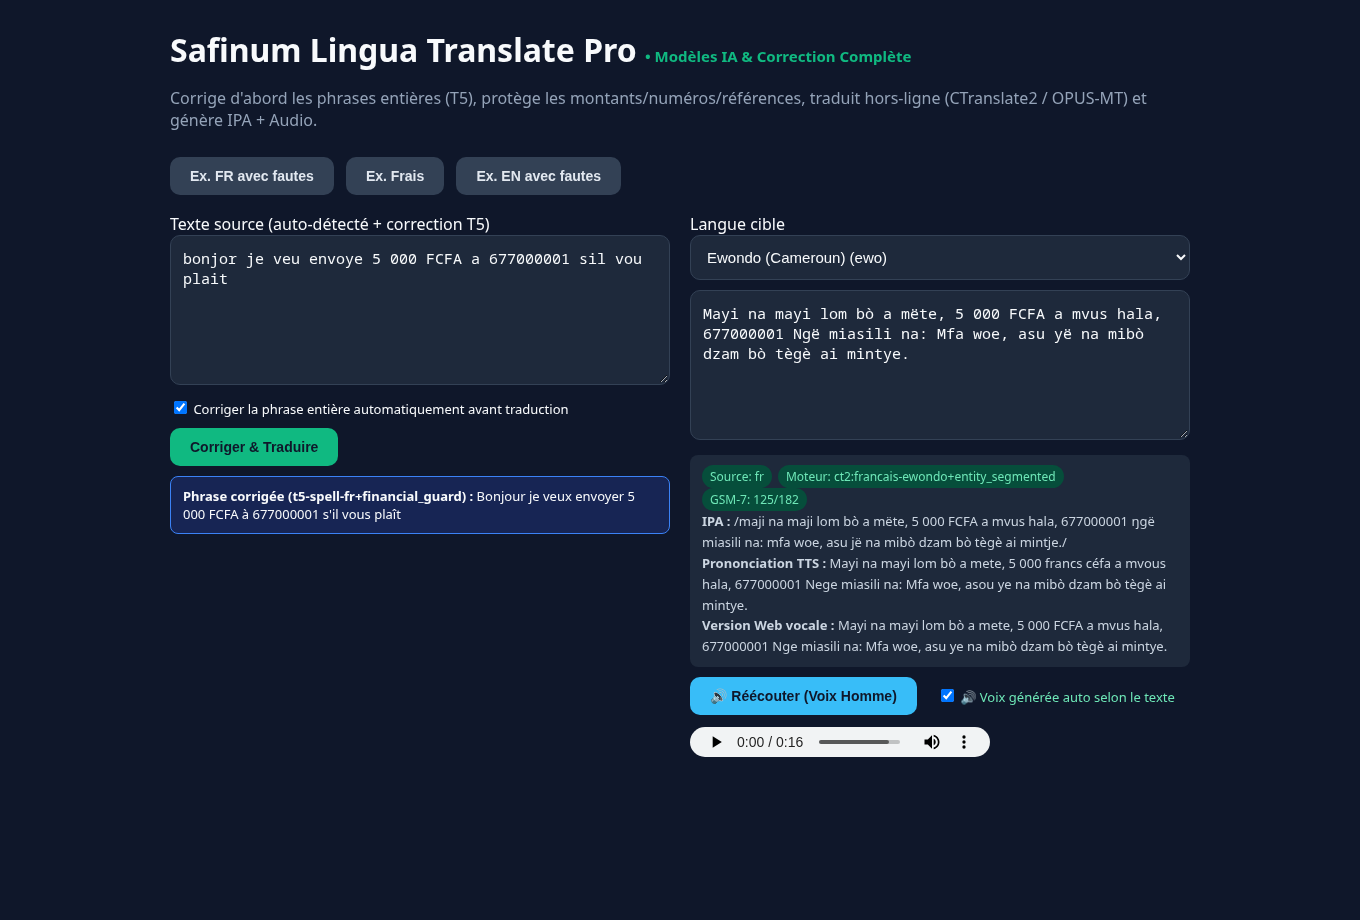 Safinum Lingua Translate Pro • Modèles IA & Correction Complète
Corrige d'abord les phrases entières (T5), protège les montants/numéros/références, traduit hors-ligne (CTranslate2 / OPUS-MT) et
génère IPA + Audio.
Ex. FR avec fautes
Ex. Frais
Ex. EN avec fautes
Texte source (auto-détecté + correction T5)
bonjor je veu envoye 5 000 FCFA a 677000001 sil vou
plait
Corriger la phrase entière automatiquement avant traduction
Corriger & Traduire
Phrase corrigée (t5-spell-fr+financial_guard) : Bonjour je veux envoyer 5
000 FCFA à 677000001 s'il vous plaît
Langue cible
Ewondo (Cameroun) (ewo)
Mayi na mayi lom bò a mëte, 5 000 FCFA a mvus hala,
677000001 Ngë miasili na: Mfa woe, asu yë na mibò
dzam bò tègè ai mintye.
Source: fr
Moteur: ct2:francais-ewondo+entity_segmented
GSM-7: 125/182
IPA : /maji na maji lom bò a mëte, 5 000 FCFA a mvus hala, 677000001 ŋgë
miasili na: mfa woe, asu jë na mibò dzam bò tègè ai mintje./
Prononciation TTS : Mayi na mayi lom bò a mete, 5 000 francs céfa a mvous
hala, 677000001 Nege miasili na: Mfa woe, asou ye na mibò dzam bò tègè ai
mintye.
Version Web vocale : Mayi na mayi lom bò a mete, 5 000 FCFA a mvus hala,
677000001 Nge miasili na: Mfa woe, asu ye na mibò dzam bò tègè ai mintye.
🔊 Réécouter (Voix Homme)
🔊 Voix générée auto selon le texte
0:00 / 0:16